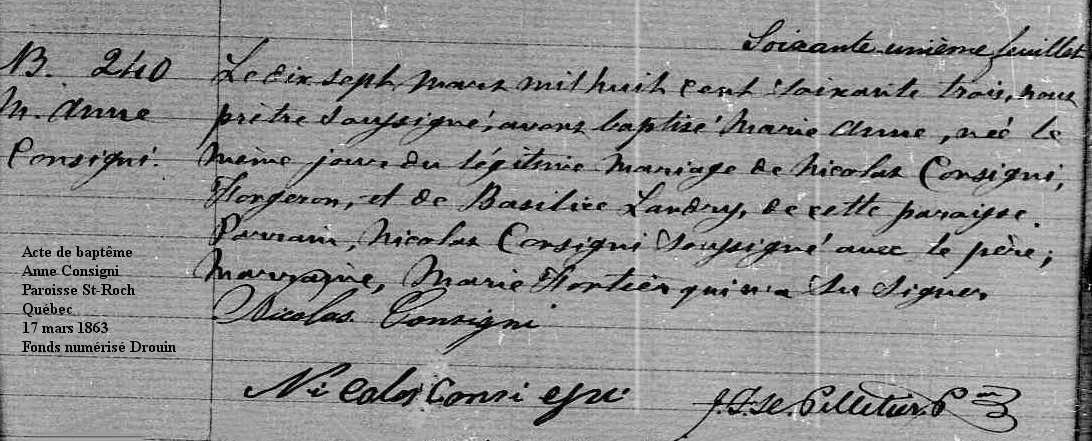 Soixante unième feuillet
B. 240
M. Anne
Consigni.
Le dix sept Mars mil huit cent soixante trois, nous
prêtre soussigné, avons baptisé Marie Anne, née le
même jour du légitime Mariage de Nicolas Consigni,
Forgeron, et de Basilice Landry, de cette paroisse.
Parrain, Nicolas Consigni soussigné avec le père;
Marraine, Marie Fortier qui n'a su signer
Nicolas Consigni
Nicolas Consigni
Pelletier. P
Acte de baptême
Anne Consigni
Paroisse St-Roch
Québec
17 mars 1863
Fonds numérisé Drouin